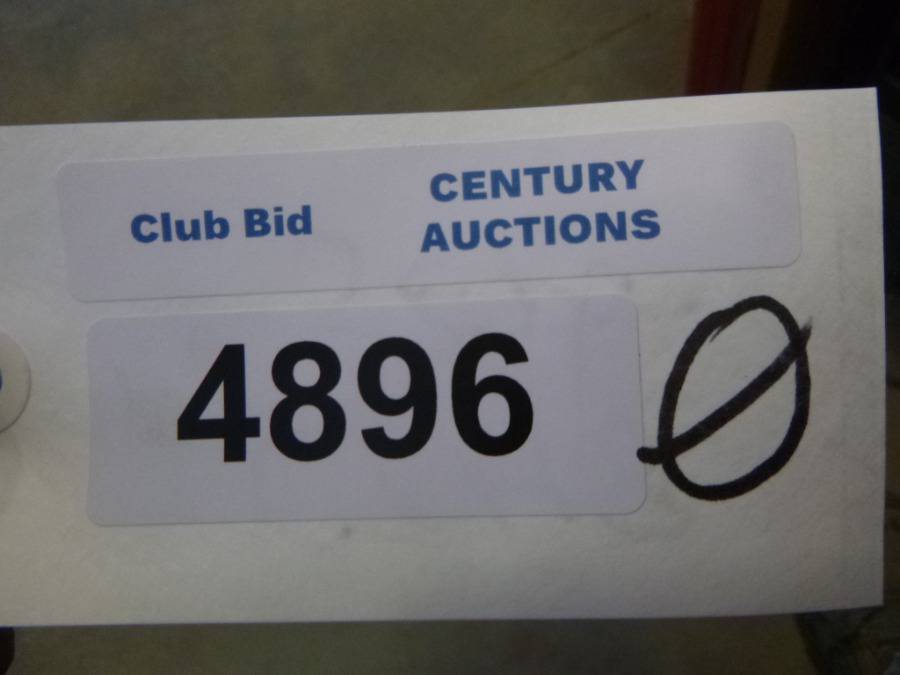 Club Bid
CENTURY
AUCTIONS
4896 Ø